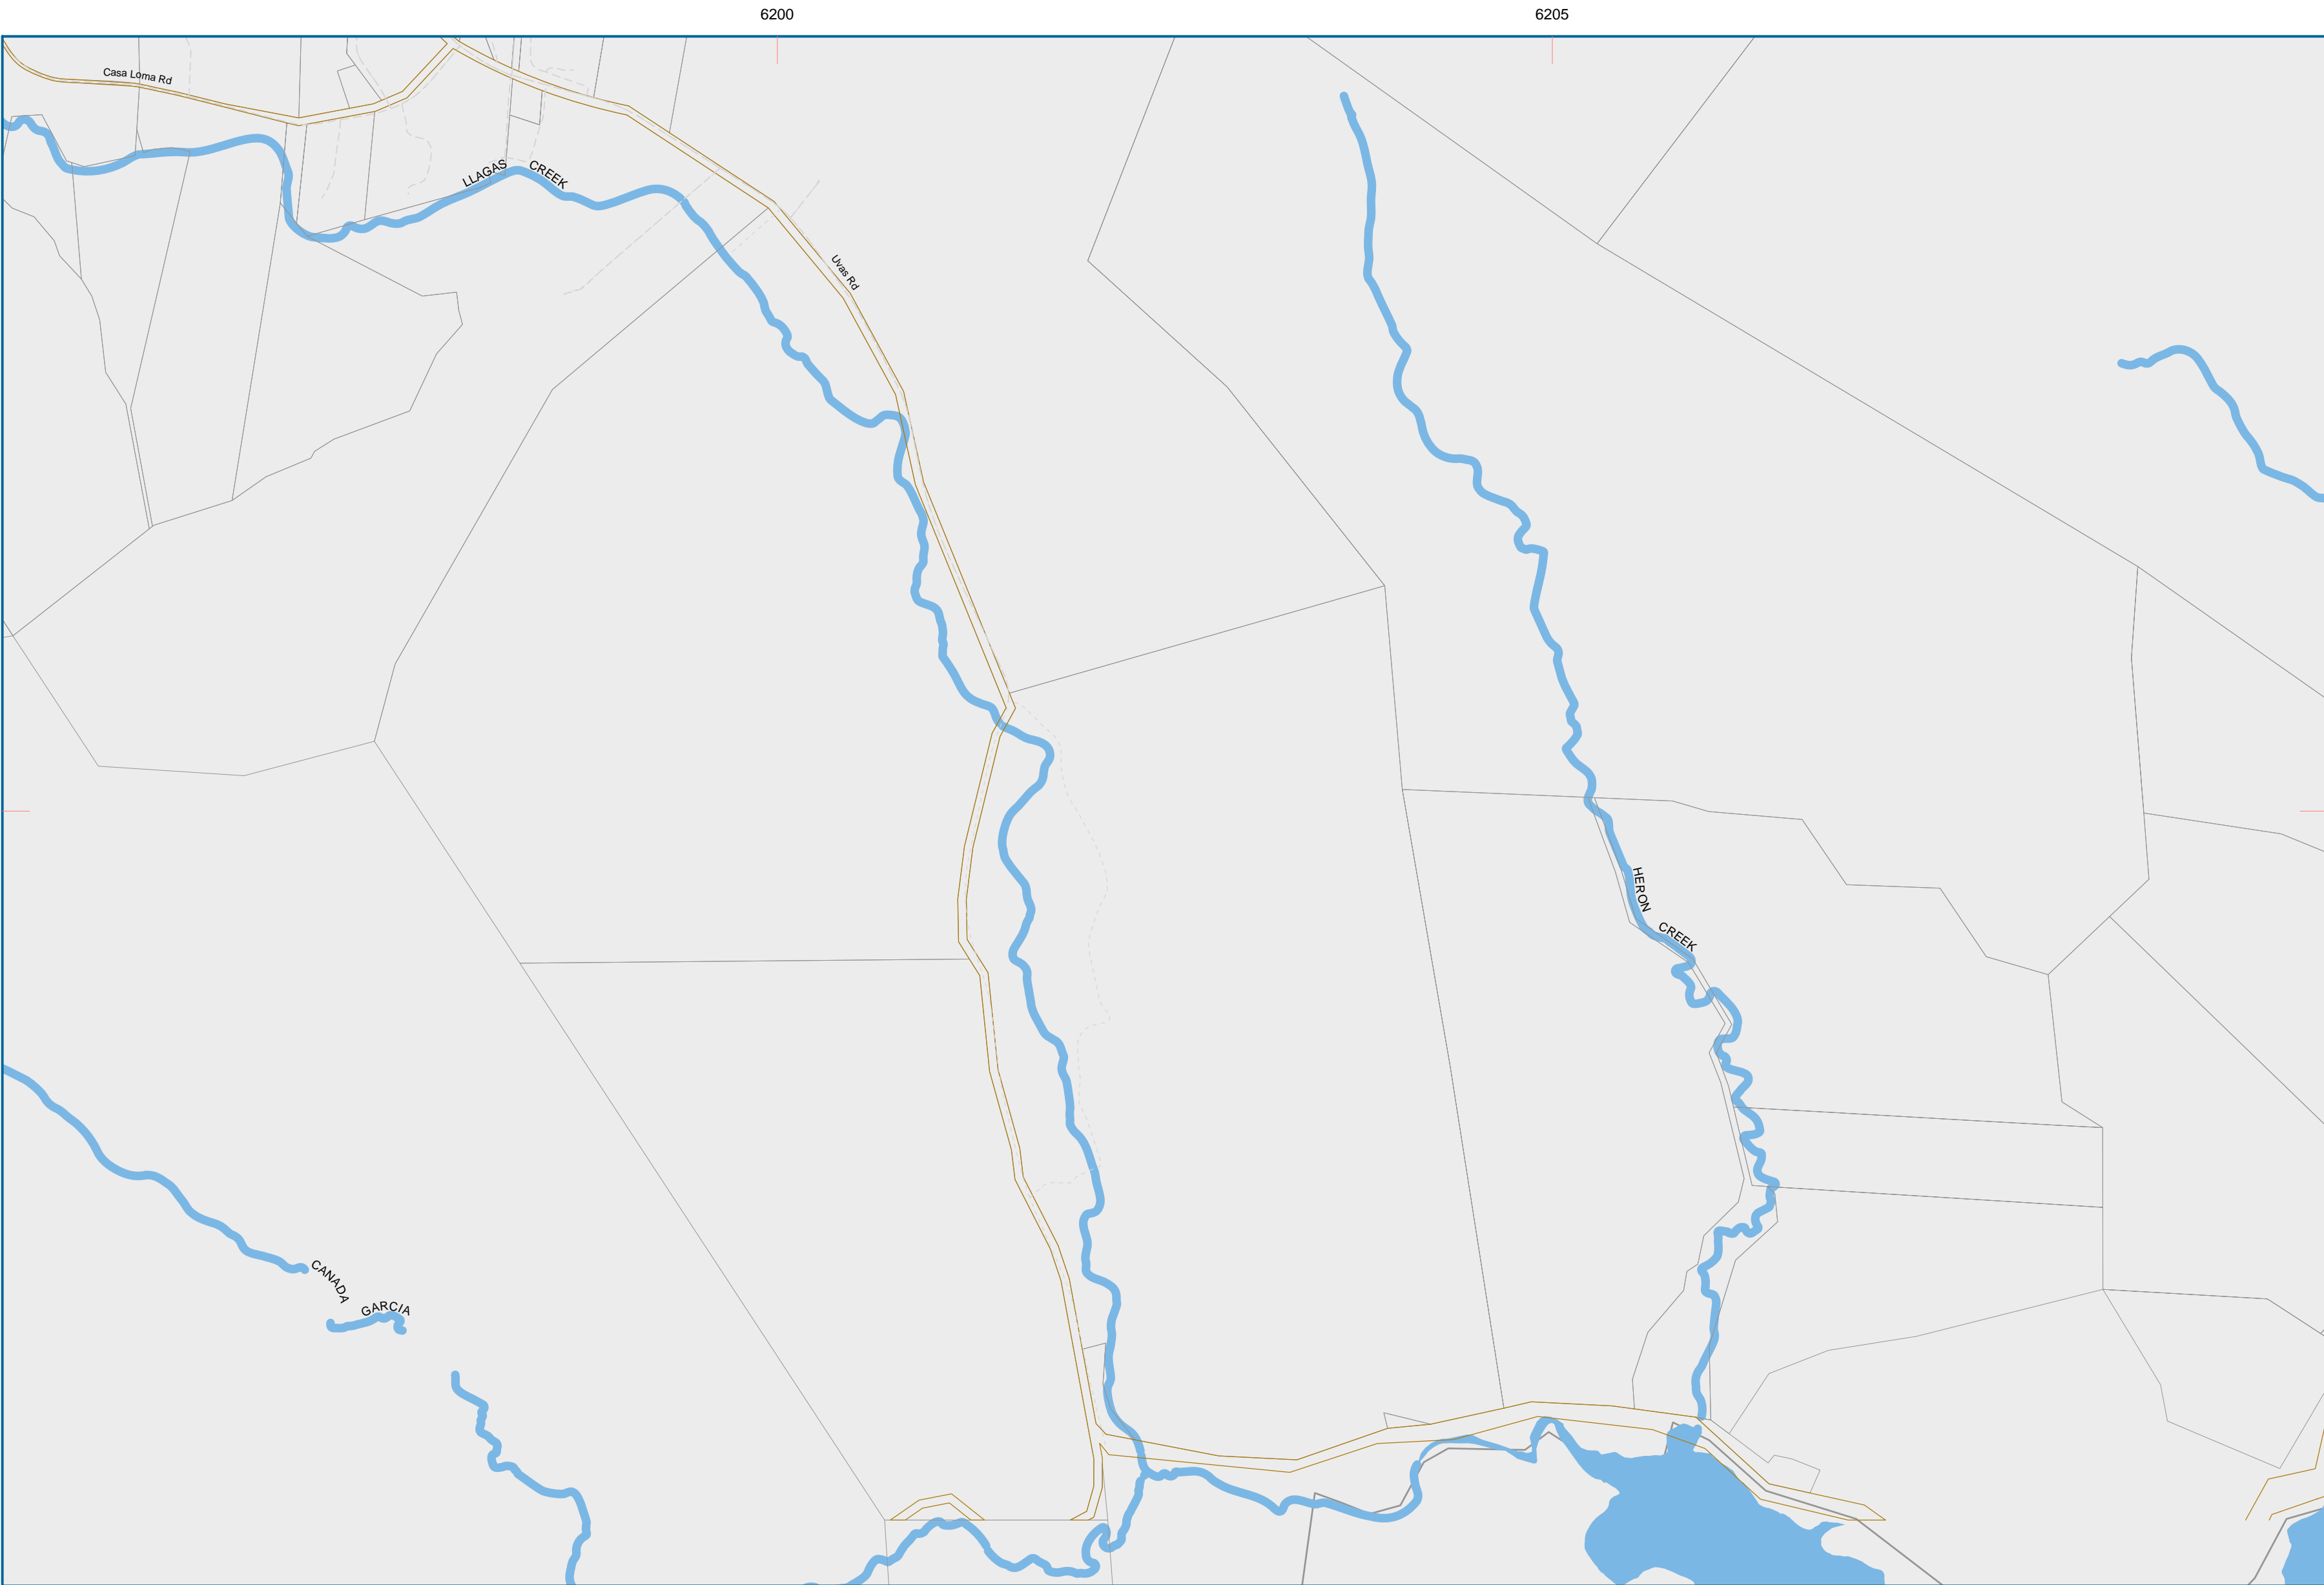 6200
6205
Casa Loma Rd
LLAGAS CREEK
Uvas Rd
HERON CREEK
CANADA GARCIA